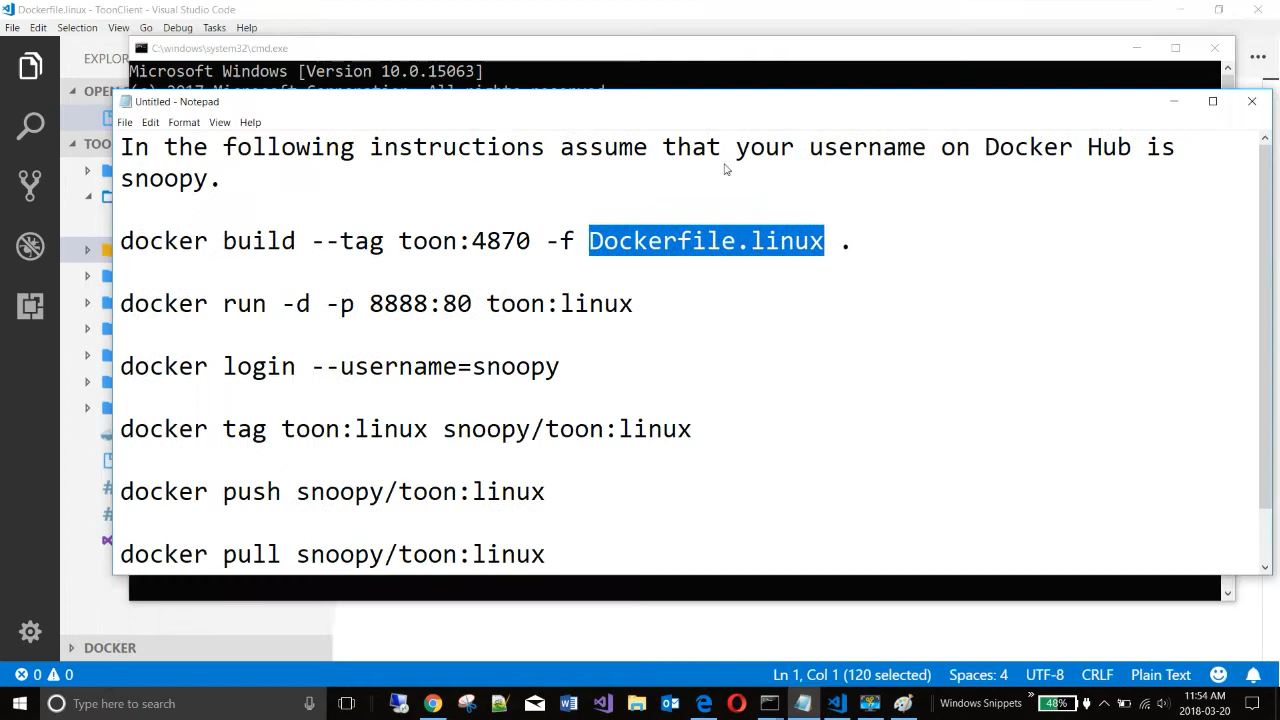 Dockerfile.linux - ToonClient - Visual Studio Code
File Edit Selection View Go Debug Tasks Help
C:\windows\system32\cmd.exe
EXPLOR
Microsoft Windows [Version 10.0.15063]
OPEN
Untitled - Notepad
File Edit Format View Help
TOO
In the following instructions assume that your username on Docker Hub is
snoopy.
docker build --tag toon:4870 -f Dockerfile.linux .
docker run -d -p 8888:80 toon:linux
docker login --username=snoopy
docker tag toon:linux snoopy/toon:linux
docker push snoopy/toon:linux
docker pull snoopy/toon:linux
DOCKER
0 0 Ln 1, Col 1 (120 selected) Spaces: 4 UTF-8 CRLF Plain Text
Type here to search
Windows Snippets
48%
11:54 AM
2018-03-20